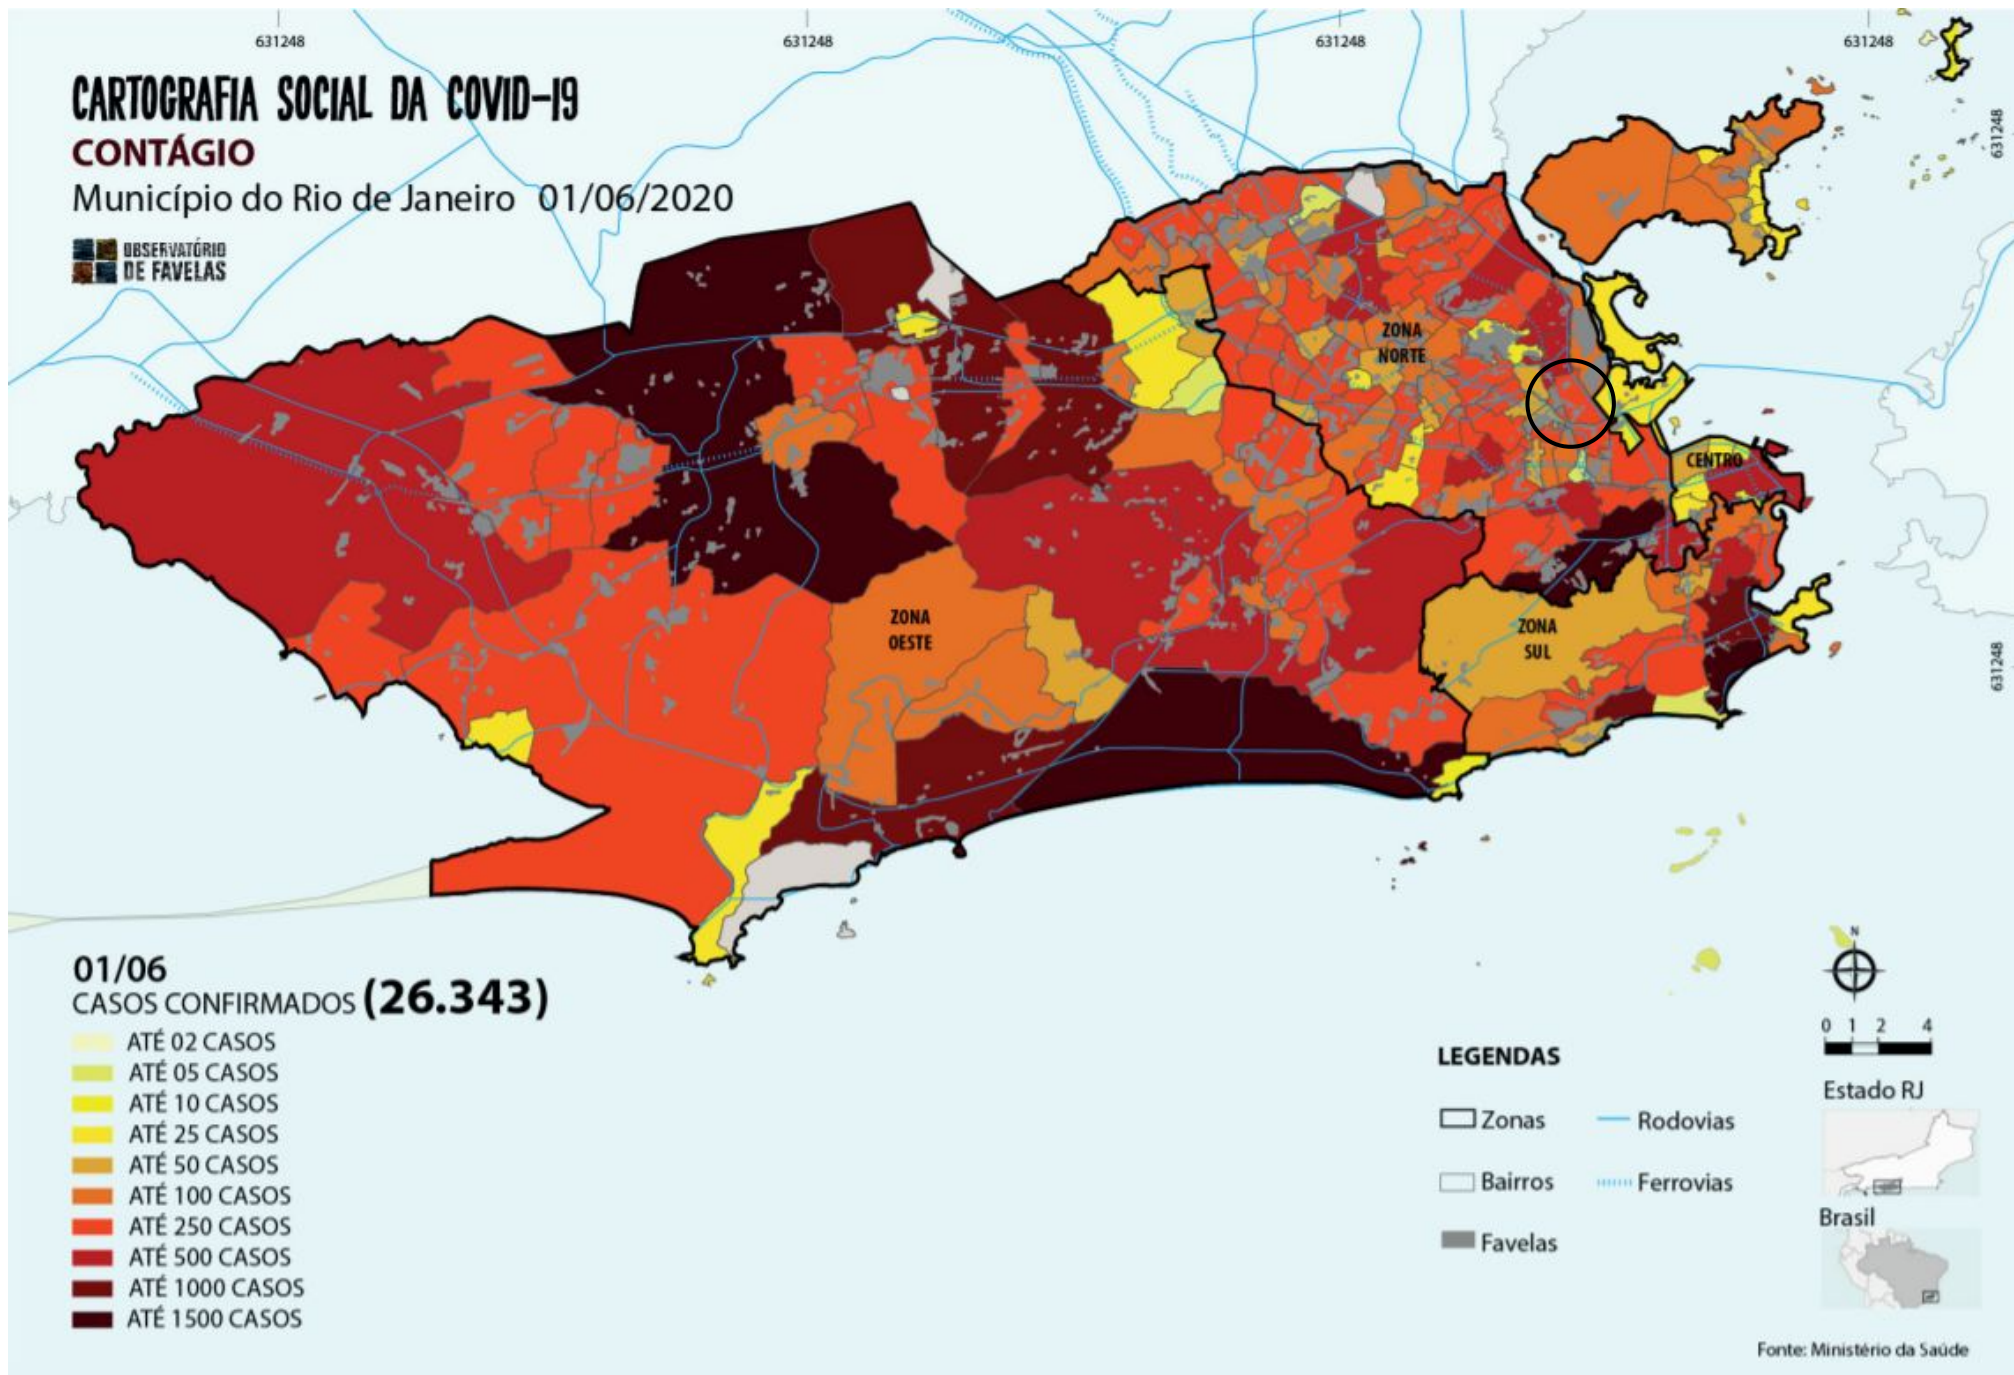 631248
631248
631248
631248
CARTOGRAFIA SOCIAL DA COVID-19
CONTÁGIO
Município do Rio de Janeiro 01/06/2020
OBSERVATÓRIO
DE FAVELAS
631248
631248
ZONA
NORTE
CENTRO
ZONA
OESTE
ZONA
SUL
01/06
CASOS CONFIRMADOS (26.343)
ATÉ 02 CASOS
ATÉ 05 CASOS
ATÉ 10 CASOS
ATÉ 25 CASOS
ATÉ 50 CASOS
ATÉ 100 CASOS
ATÉ 250 CASOS
ATÉ 500 CASOS
ATÉ 1000 CASOS
ATÉ 1500 CASOS
LEGENDAS
Zonas
Rodovias
Bairros
Ferrovias
Favelas
N
0 1 2 4
Estado RJ
Brasil
Fonte: Ministério da Saúde